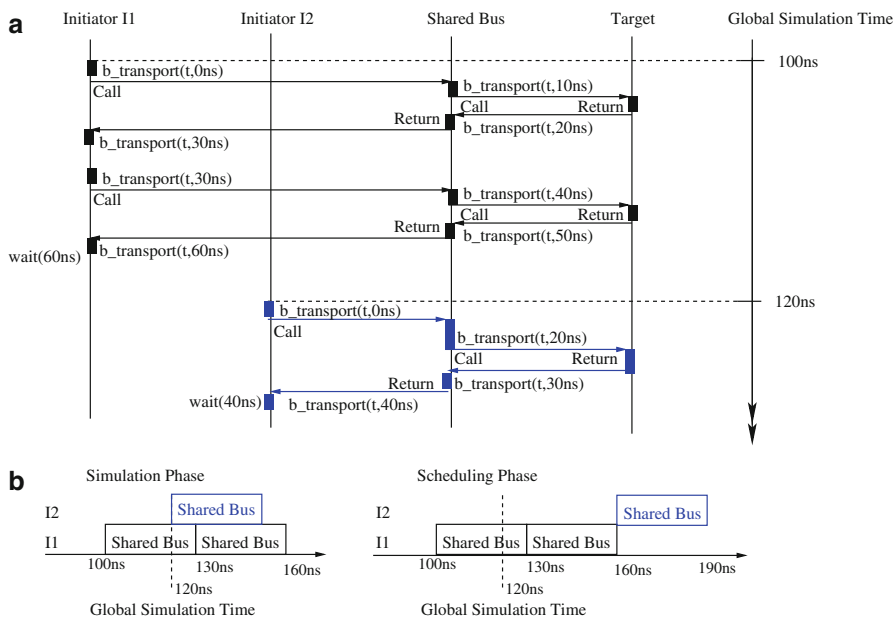 Initiator I1 Initiator I2 Shared Bus Target Global Simulation Time
a
100ns
b_transport(t,0ns) b_transport(t,10ns)
Call Call Return
Return b_transport(t,20ns)
b_transport(t,30ns)
b_transport(t,30ns) b_transport(t,40ns)
Call Call Return
Return b_transport(t,50ns)
wait(60ns) b_transport(t,60ns)
120ns
b_transport(t,0ns)
Call b_transport(t,20ns)
Call Return
Return b_transport(t,30ns)
wait(40ns) b_transport(t,40ns)
b
Simulation Phase Scheduling Phase
I2 Shared Bus I2 Shared Bus
I1 Shared Bus Shared Bus I1 Shared Bus Shared Bus
100ns 130ns 160ns 100ns 130ns 160ns 190ns
120ns 120ns
Global Simulation Time Global Simulation Time